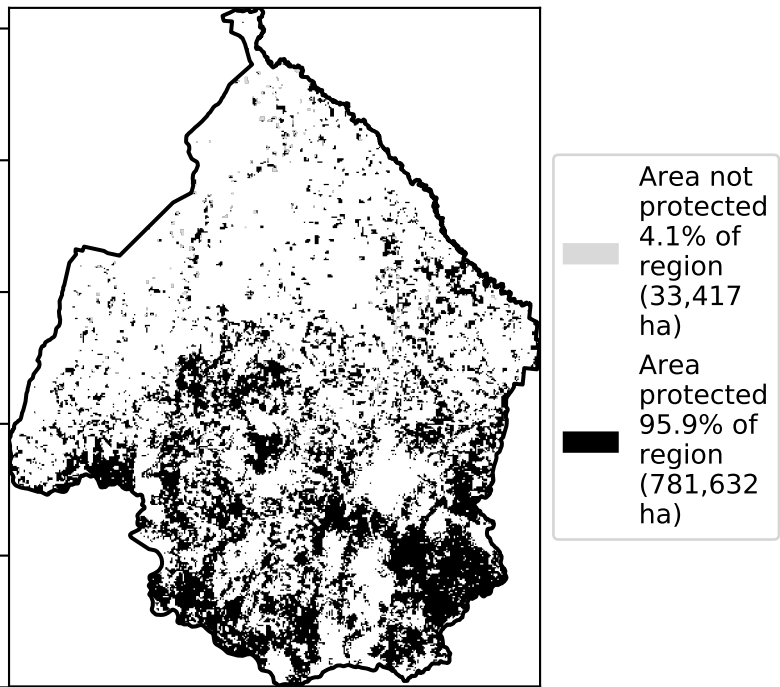 Area not
protected
4.1% of
region
(33,417
ha)
Area
protected
95.9% of
region
(781,632
ha)